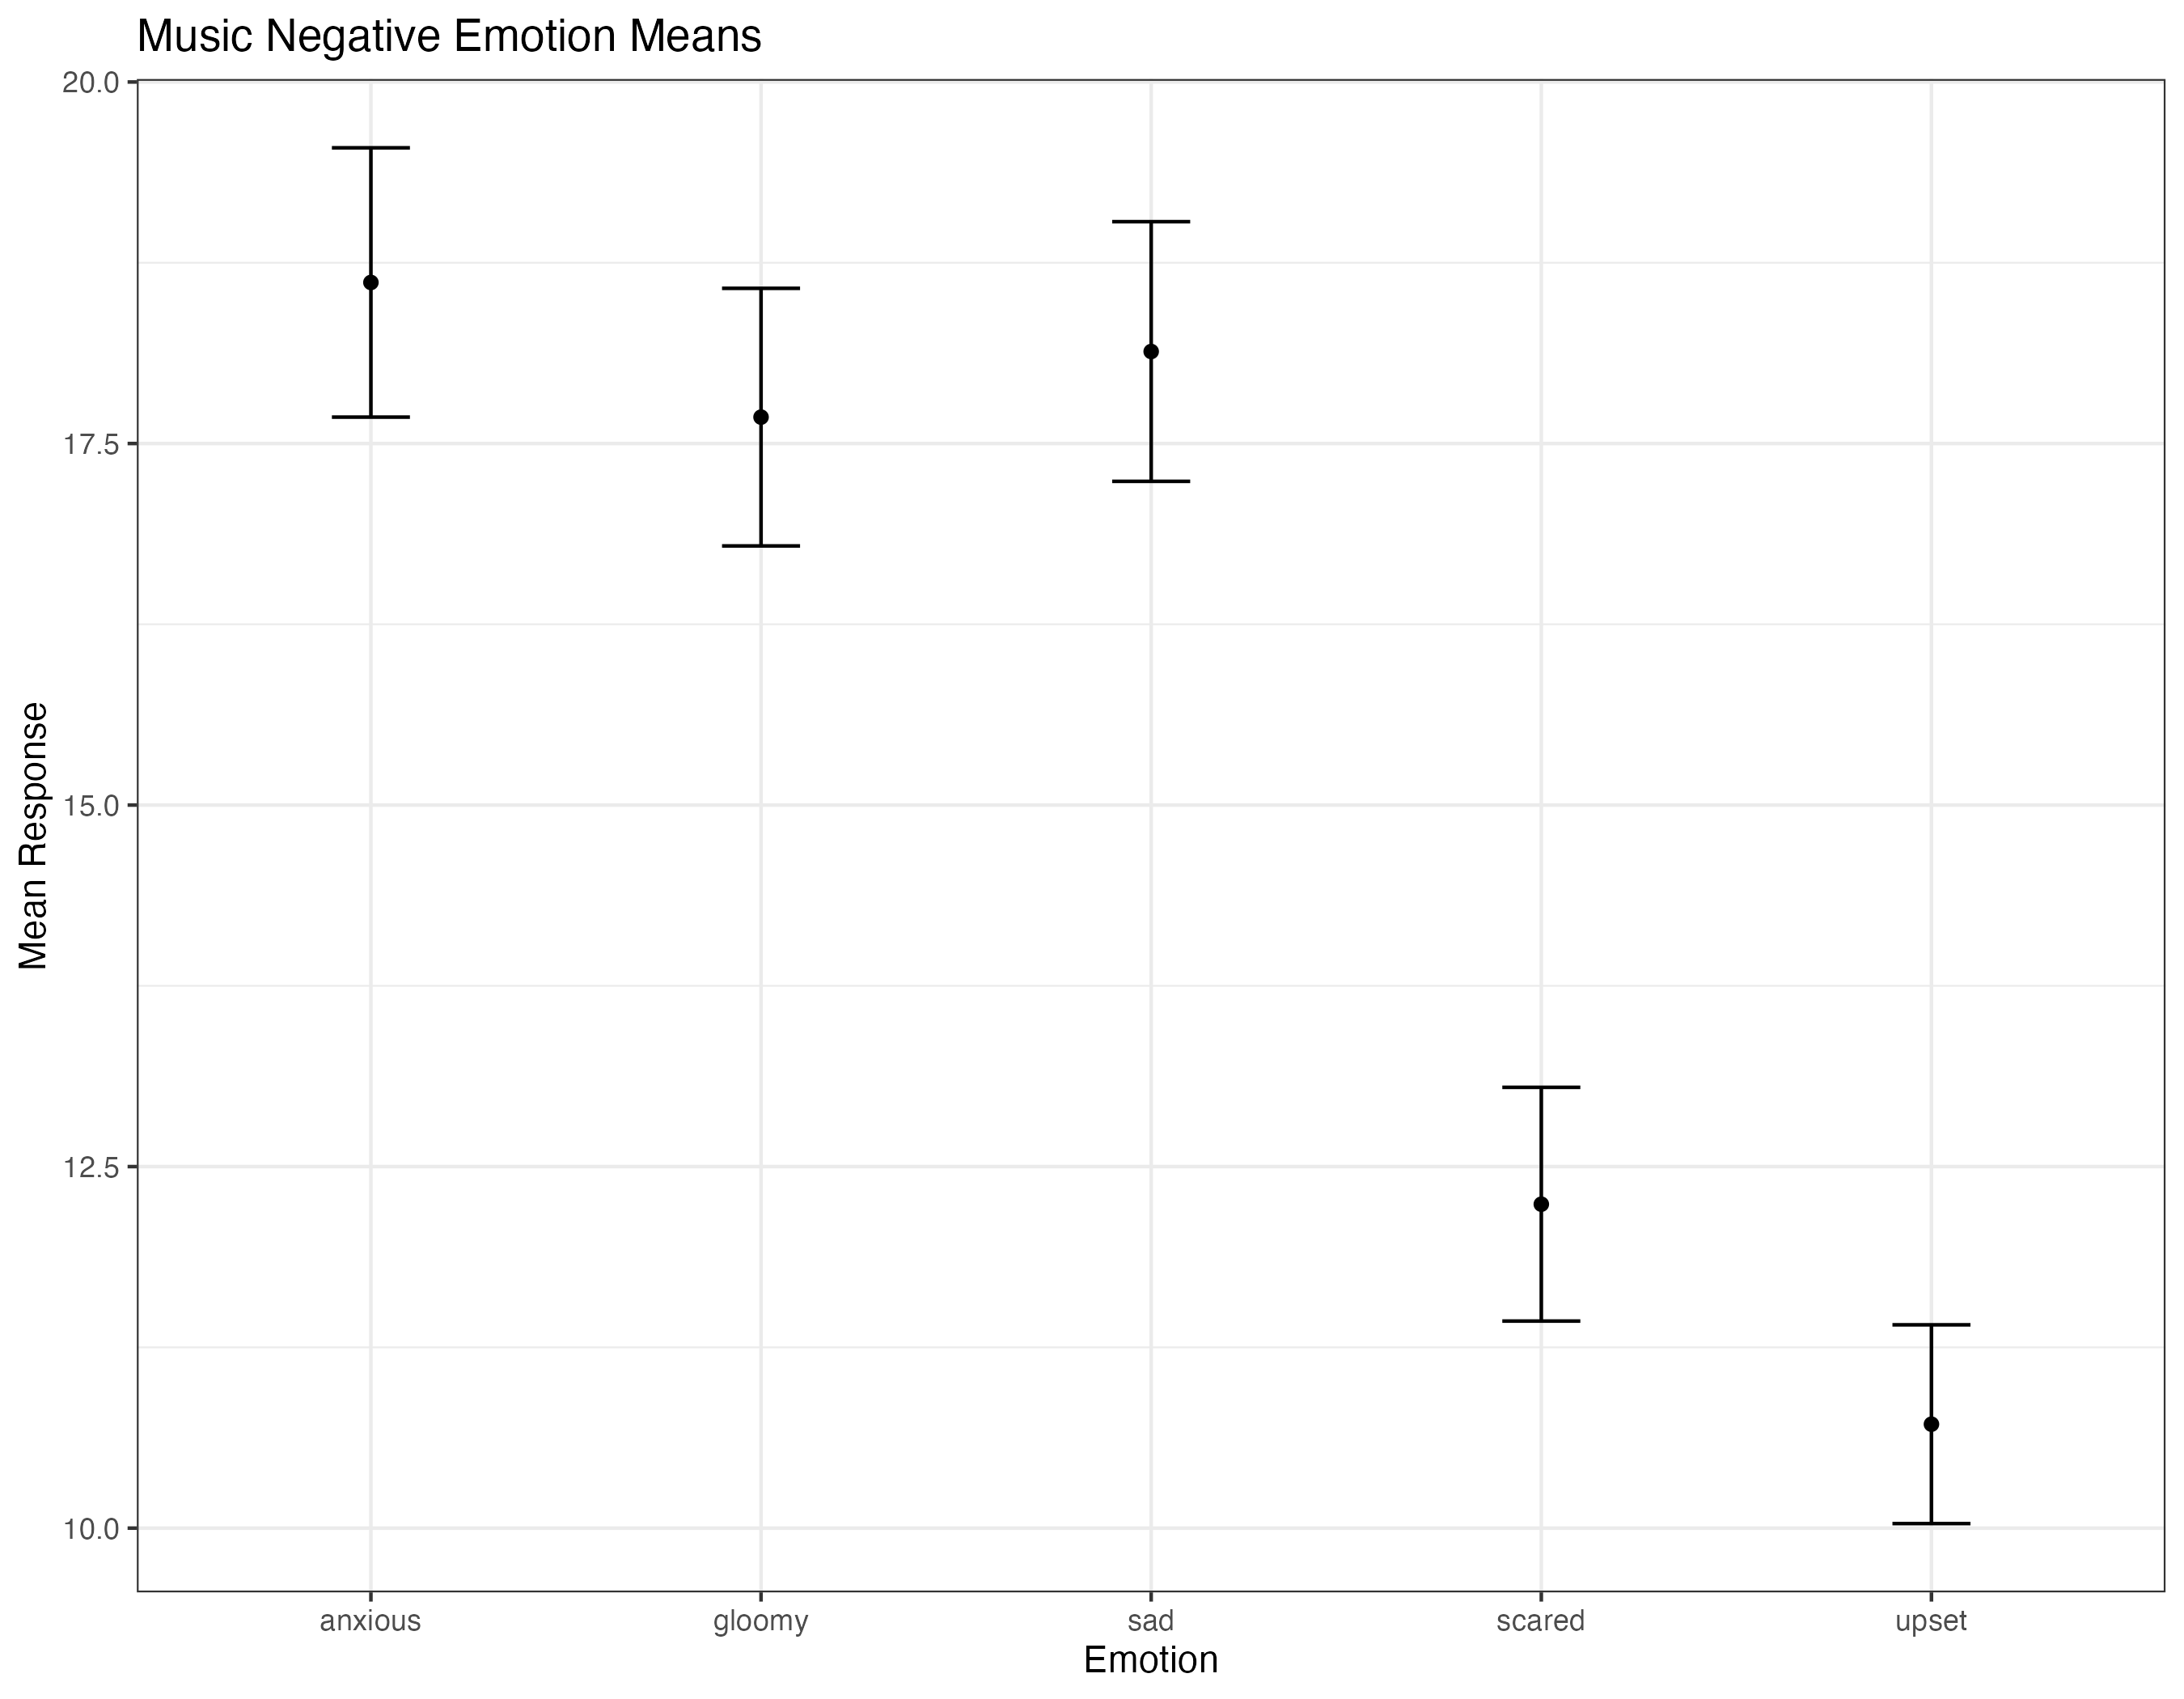 Music Negative Emotion Means
20.0
17.5
15.0
12.5
10.0
Mean Response
anxious gloomy sad scared upset
Emotion